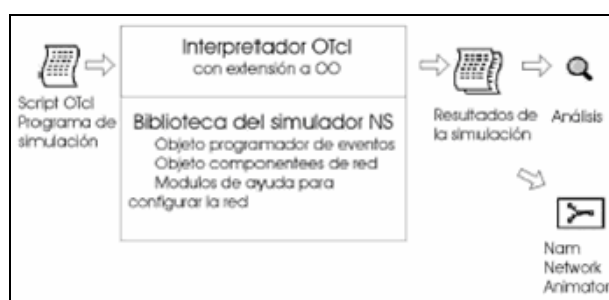 Script OTcl
Programa de
simulación
Interpretador OTcl
con extensión a OO
Biblioteca del simulador NS
Objeto programador de eventos
Objeto componentees de red
Modulos de ayuda para
configurar la red
Resultados de
la simulación
Análisis
Nam
Network
Animator